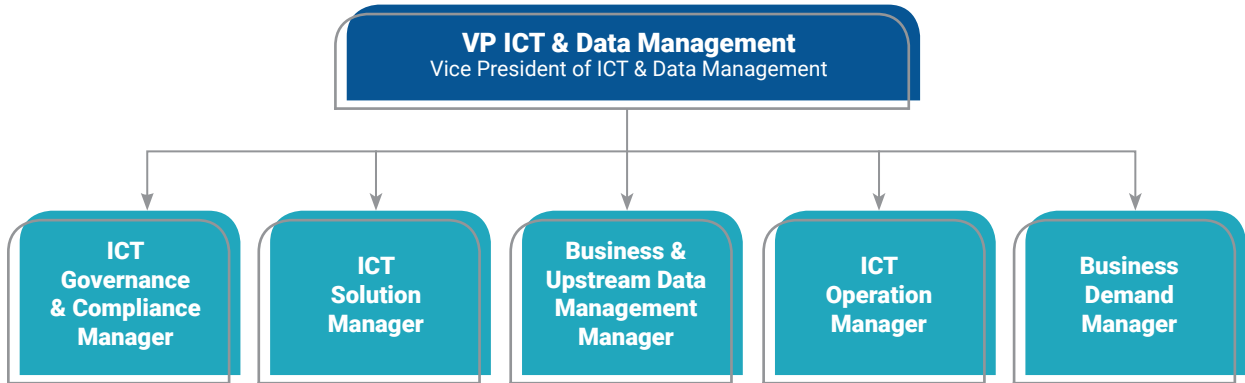 VP ICT & Data Management
Vice President of ICT & Data Management
ICT
Governance
& Compliance
Manager
ICT
Solution
Manager
Business &
Upstream Data
Management
Manager
ICT
Operation
Manager
Business
Demand
Manager